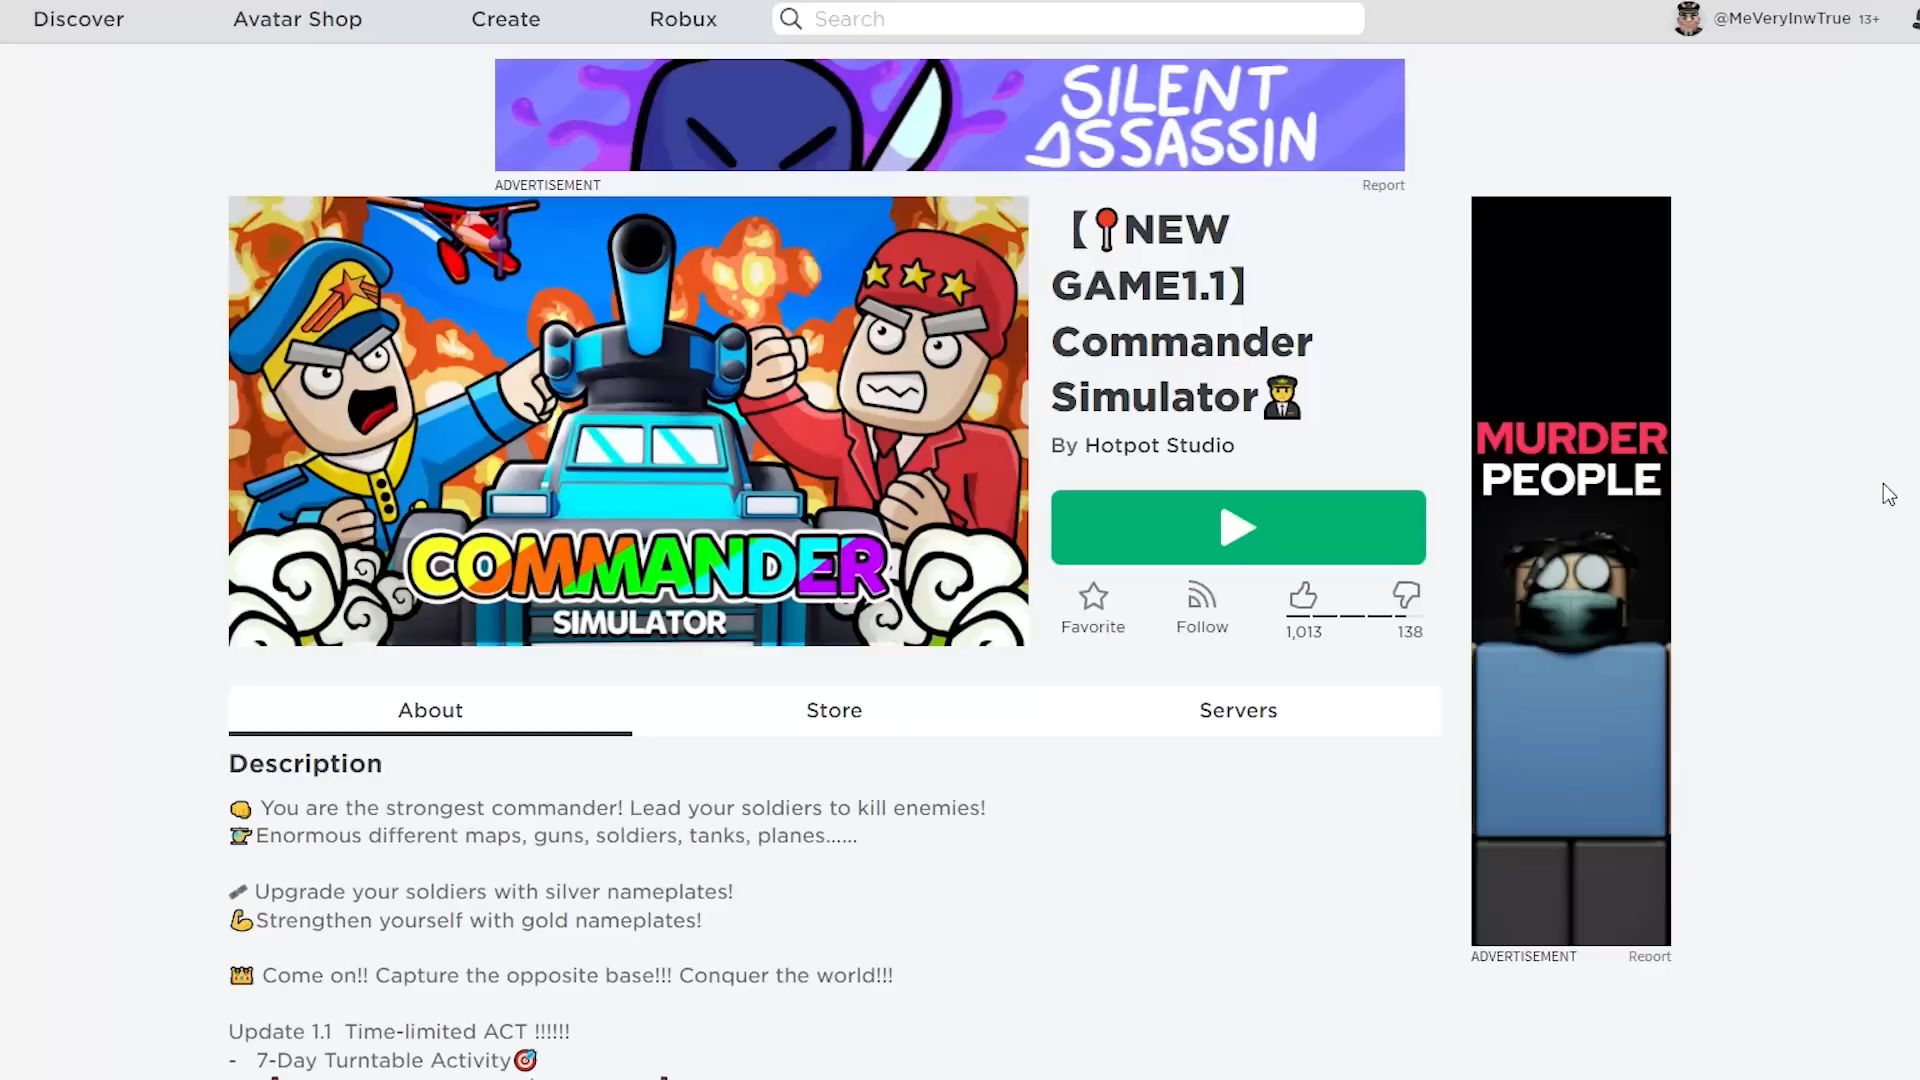 Discover
Avatar Shop
Create
Robux
Search
@MeVeryInwTrue 13+
SILENT
ASSASSIN
ADVERTISEMENT
Report
COMMANDER
SIMULATOR
【📍NEW
GAME1.1】
Commander
Simulator👨‍✈️
By Hotpot Studio
Favorite
Follow
1,013
138
MURDER
PEOPLE
ADVERTISEMENT
Report
About
Store
Servers
Description
👊 You are the strongest commander! Lead your soldiers to kill enemies!
Enormous different maps, guns, soldiers, tanks, planes......
Upgrade your soldiers with silver nameplates!
💪Strengthen yourself with gold nameplates!
👑 Come on!! Capture the opposite base!!! Conquer the world!!!
Update 1.1 Time-limited ACT !!!!!!
- 7-Day Turntable Activity🎯